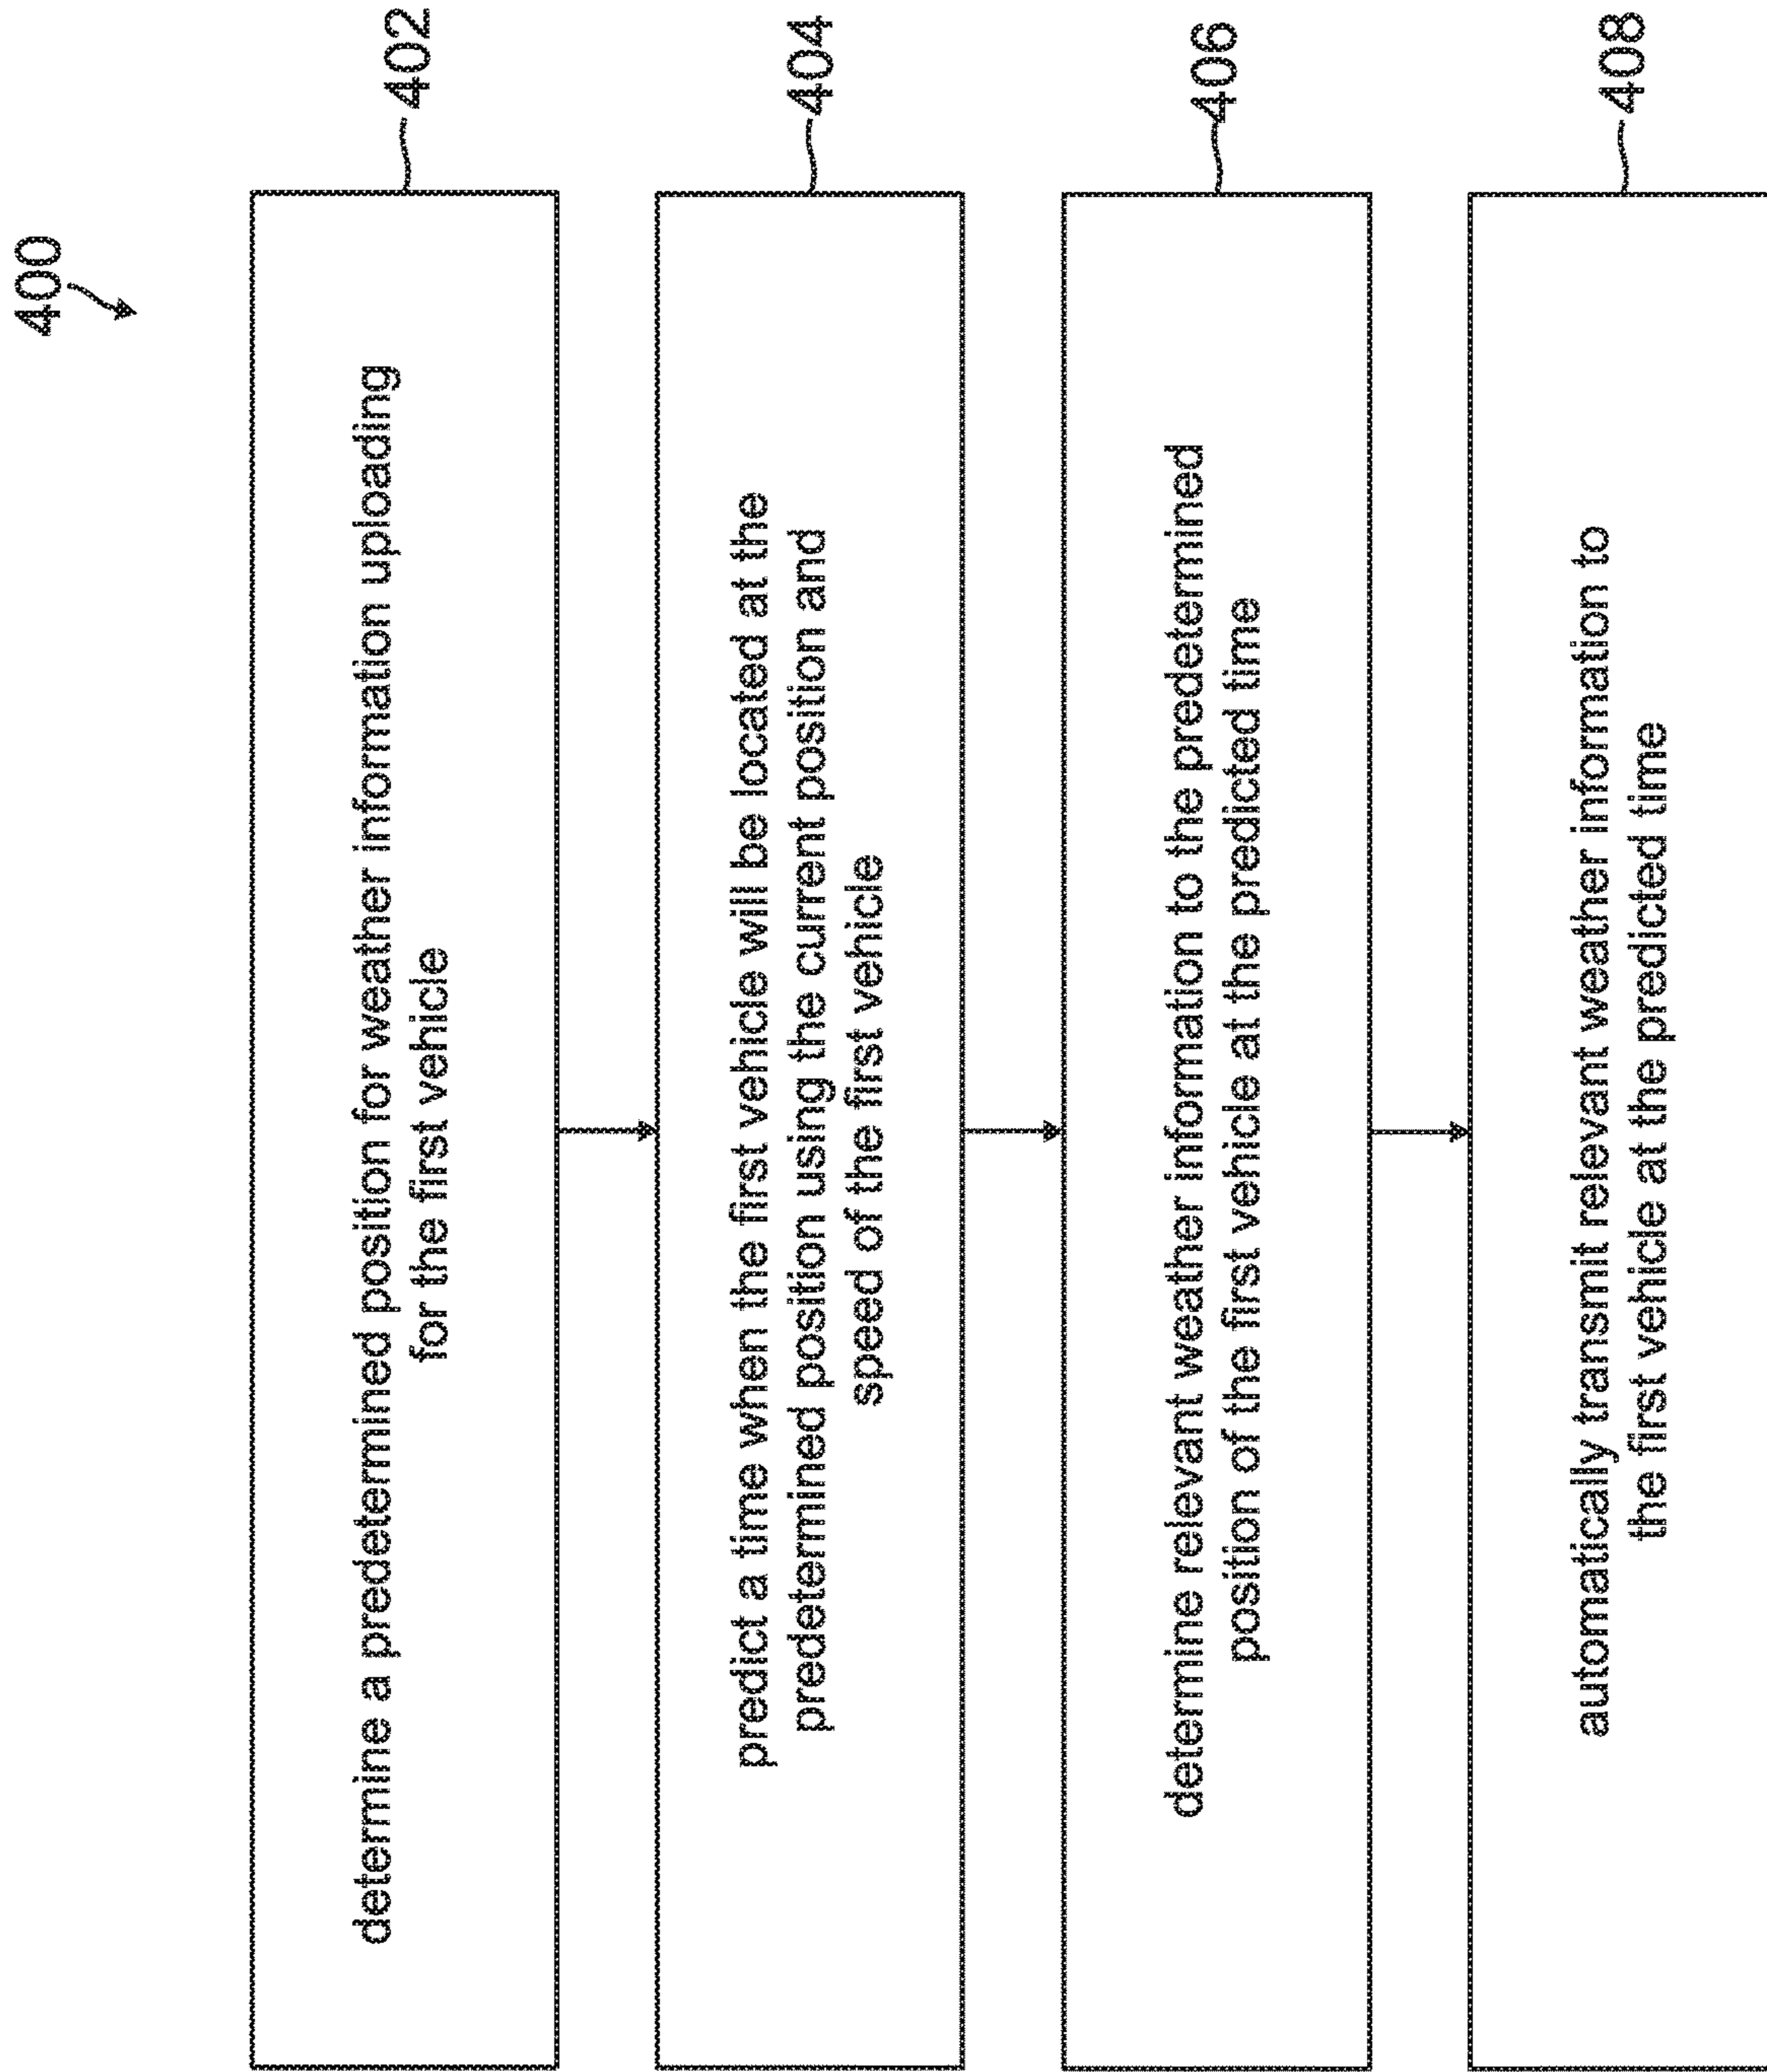 400
determine a predetermined position for weather information uploading
for the first vehicle
402
predict a time when the first vehicle will be located at the
predetermined position using the current position and
speed of the first vehicle
404
determine relevant weather information to the predetermined
position of the first vehicle at the predicted time
406
automatically transmit relevant weather information to
the first vehicle at the predicted time
408